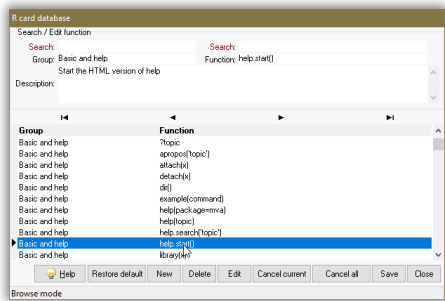 R card database
Search / Edit function
Search: Search:
Group: Basic and help Function: help.start()
Description: Start the HTML version of help
Group Function
Basic and help ?topic
Basic and help apropos('topic')
Basic and help attach(x)
Basic and help detach(x)
Basic and help dir()
Basic and help example(command)
Basic and help help(package=mva)
Basic and help help(topic)
Basic and help help.search('topic')
Basic and help help.start()
Basic and help library(x)
Help Restore default New Delete Edit Cancel current Cancel all Save Close
Browse mode